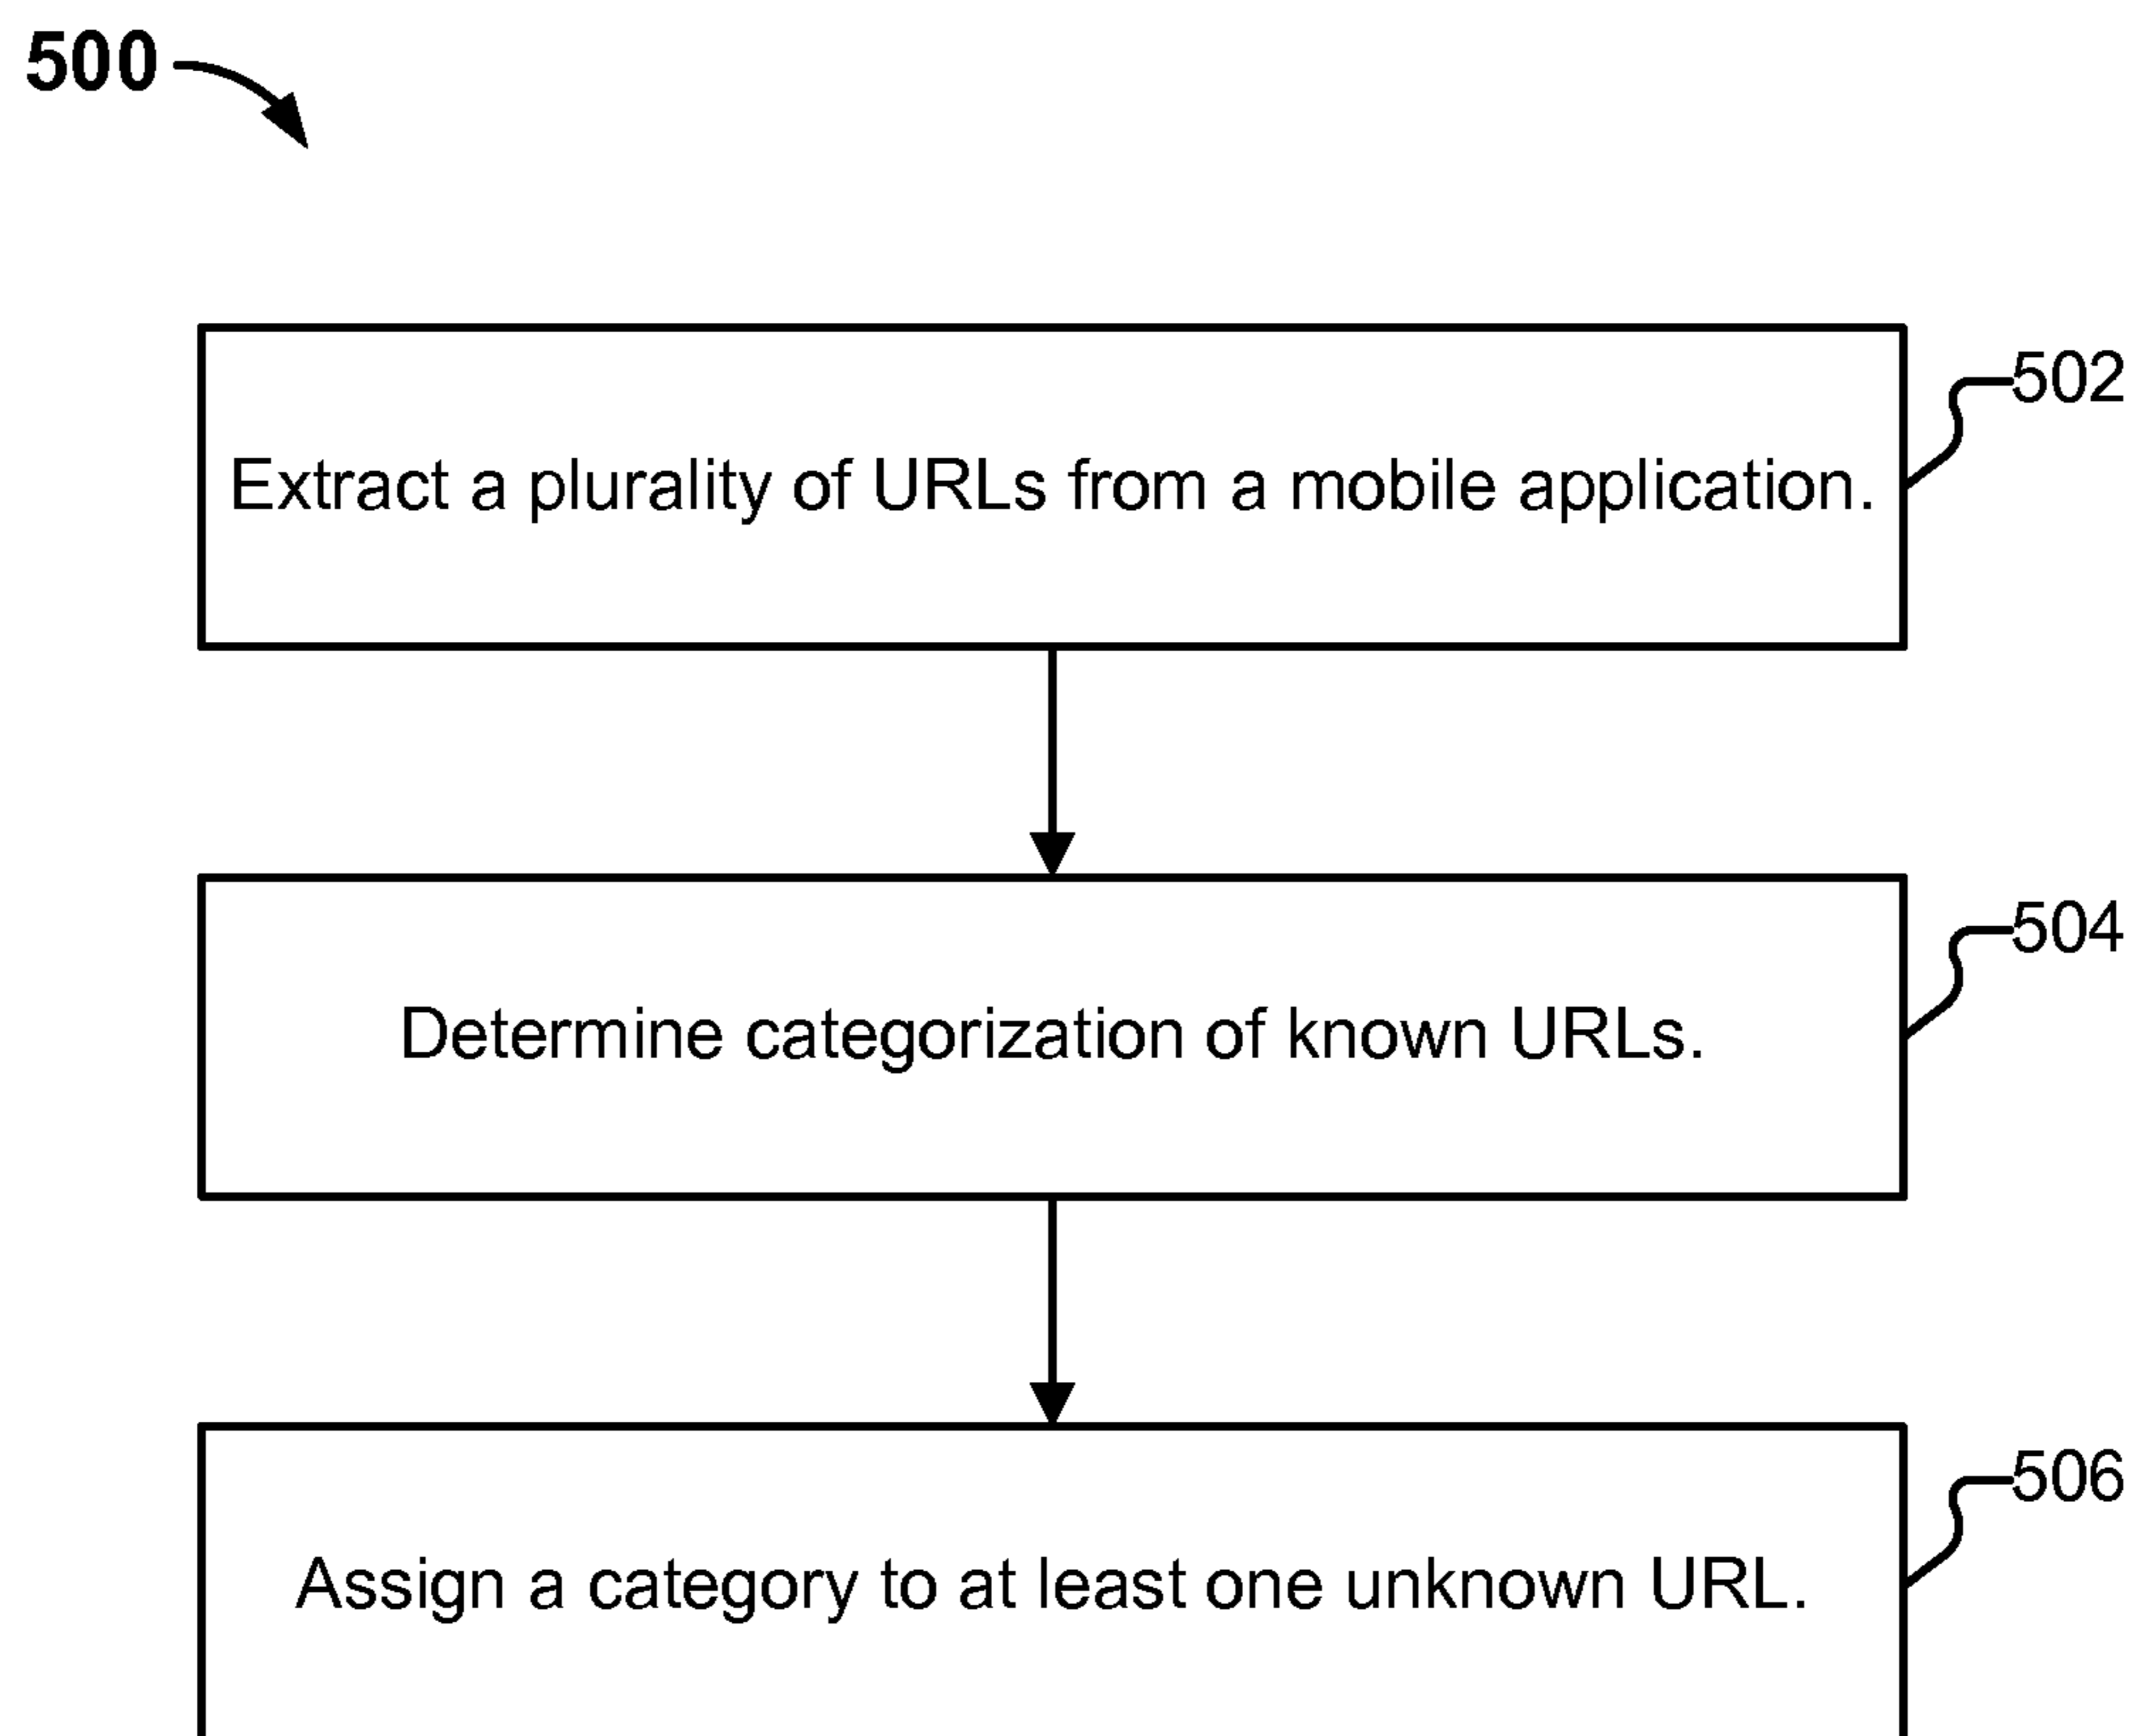 500
502
Extract a plurality of URLs from a mobile application.
504
Determine categorization of known URLs.
506
Assign a category to at least one unknown URL.